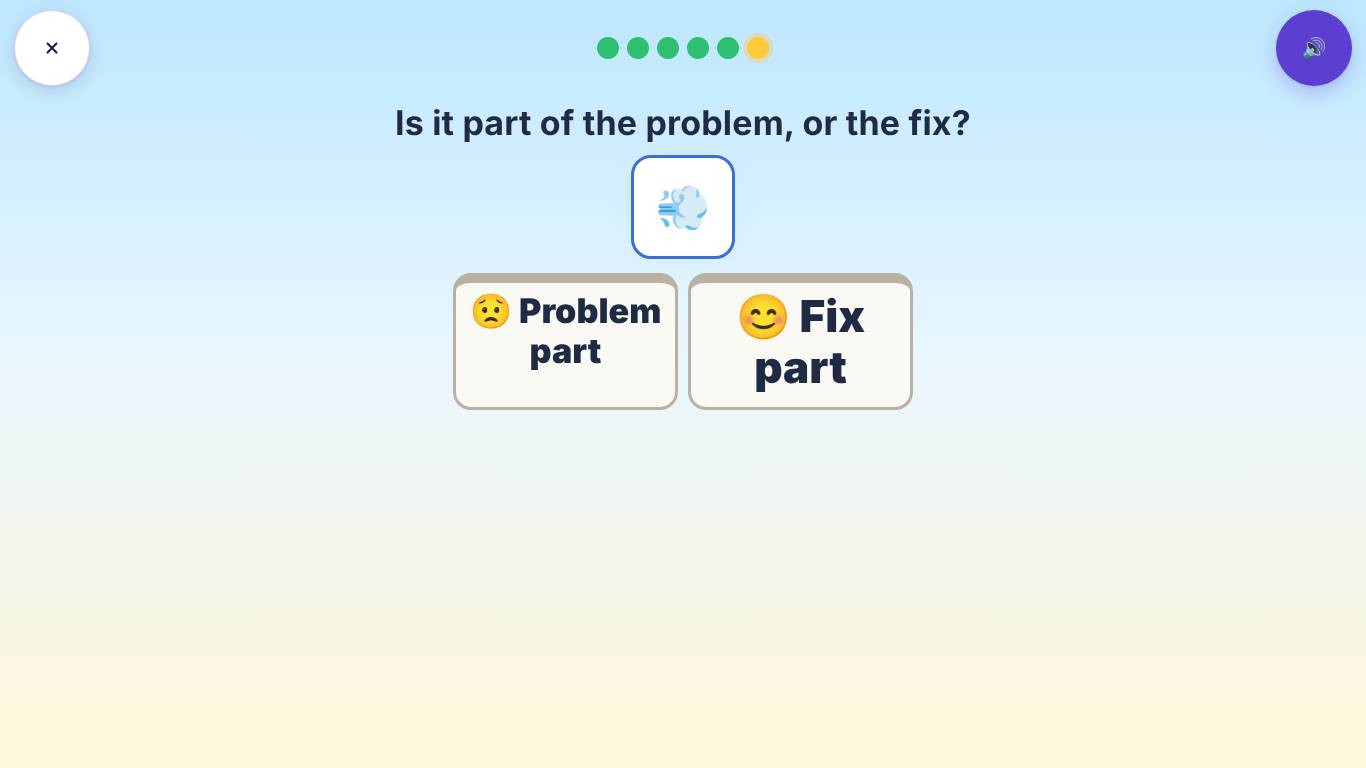 Is it part of the problem, or the fix?
😟 Problem
part
😊 Fix
part